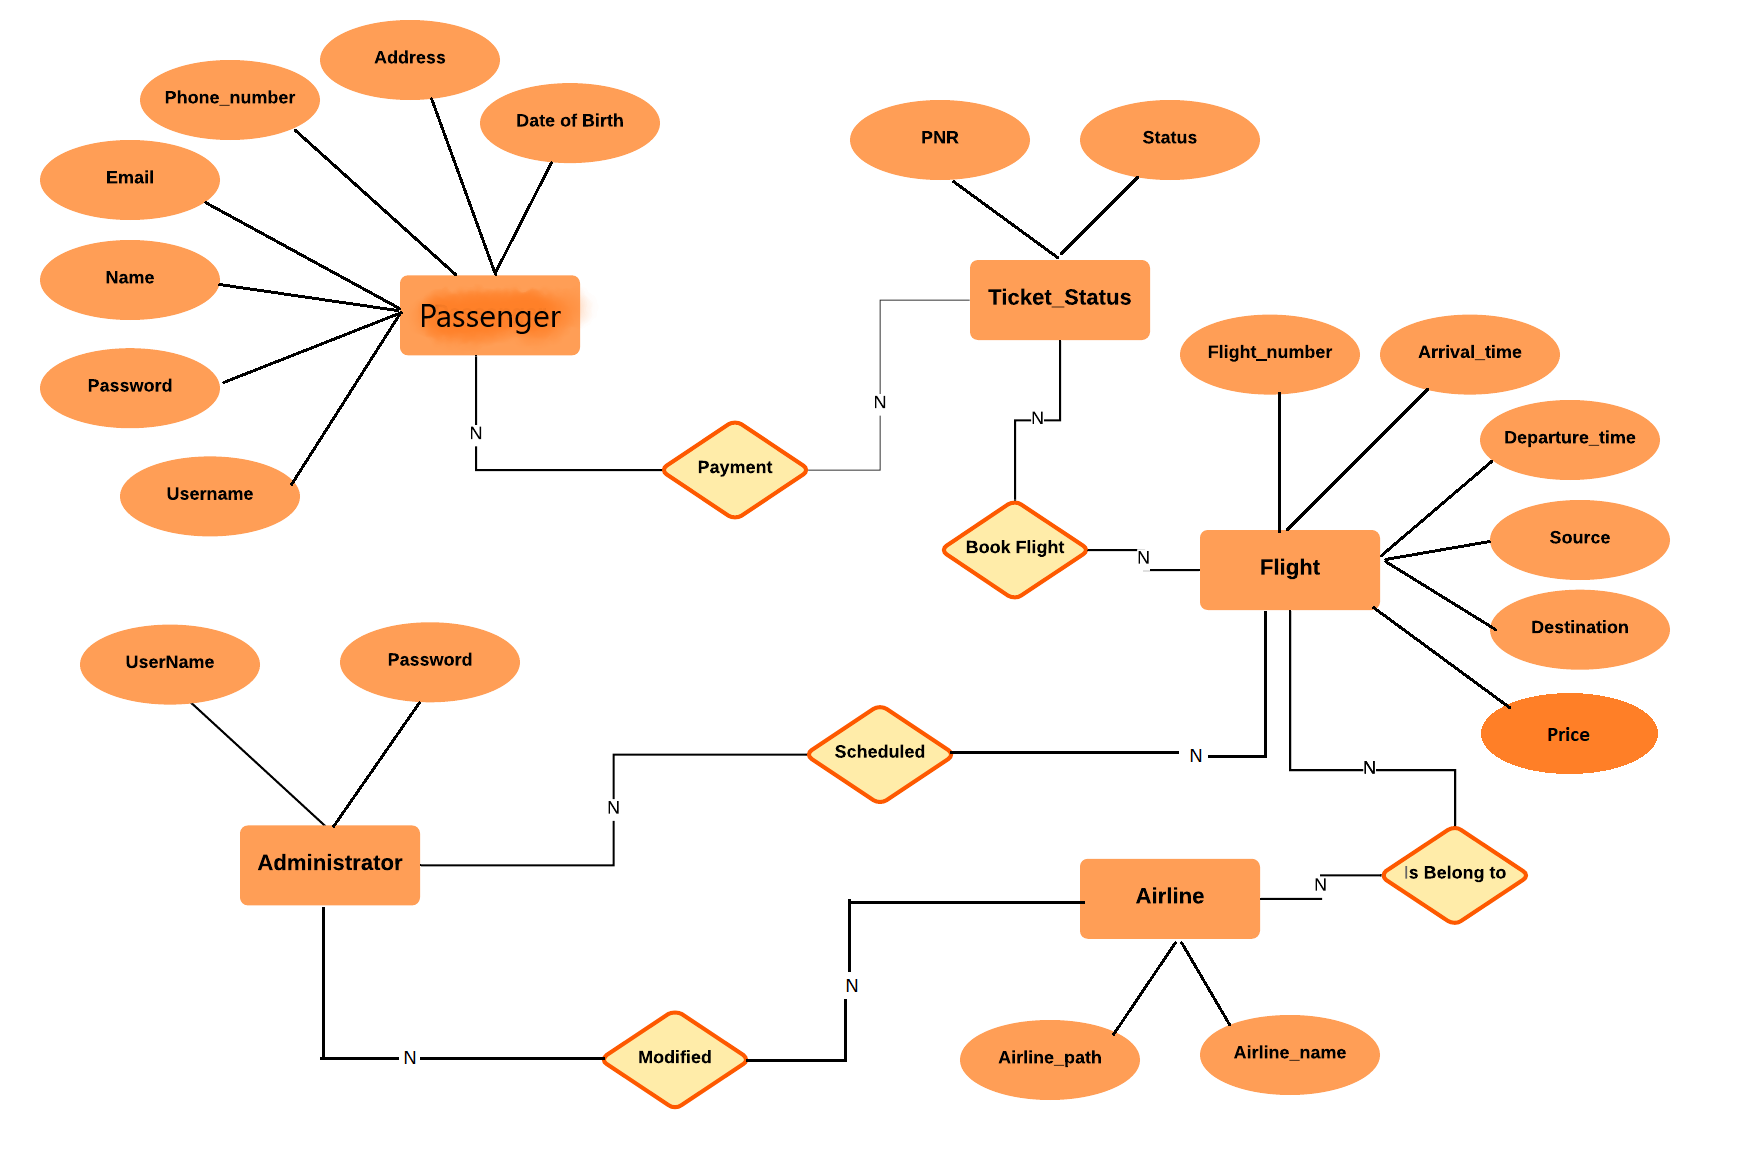 Address
Phone_number
Date of Birth
Email
Name
Password
Username
Passenger
N
Payment
N
PNR
Status
Ticket_Status
N
Book Flight
N
Flight_number
Arrival_time
Departure_time
Source
Destination
Price
Flight
UserName
Password
Administrator
N
Scheduled
N
N
Is Belong to
N
Airline
Airline_path
Airline_name
N
Modified
N